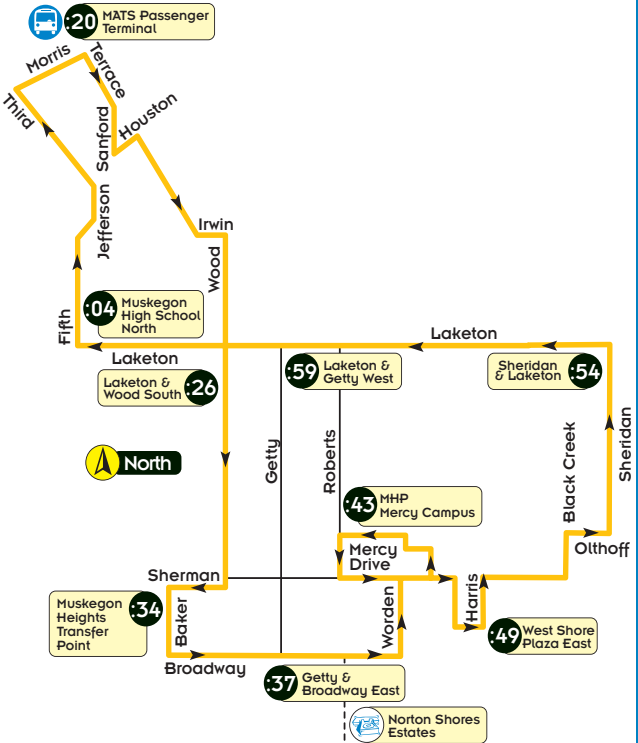 :20 MATS Passenger
Terminal
Morris
Terrace
Third
Sanford
Houston
Jefferson
Irwin
Wood
Fifth
:04 Muskegon
High School
North
Laketon
Laketon
Laketon &
Wood South :26
:59 Laketon &
Getty West
Sheridan
& Laketon :54
North
Getty
Roberts
Black Creek
Sheridan
:43 MHP
Mercy Campus
Mercy
Drive
Olthoff
Sherman
Muskegon
Heights
Transfer
Point :34
Baker
Worden
Harris
:49 West Shore
Plaza East
Broadway
:37 Getty &
Broadway East
Norton Shores
Estates